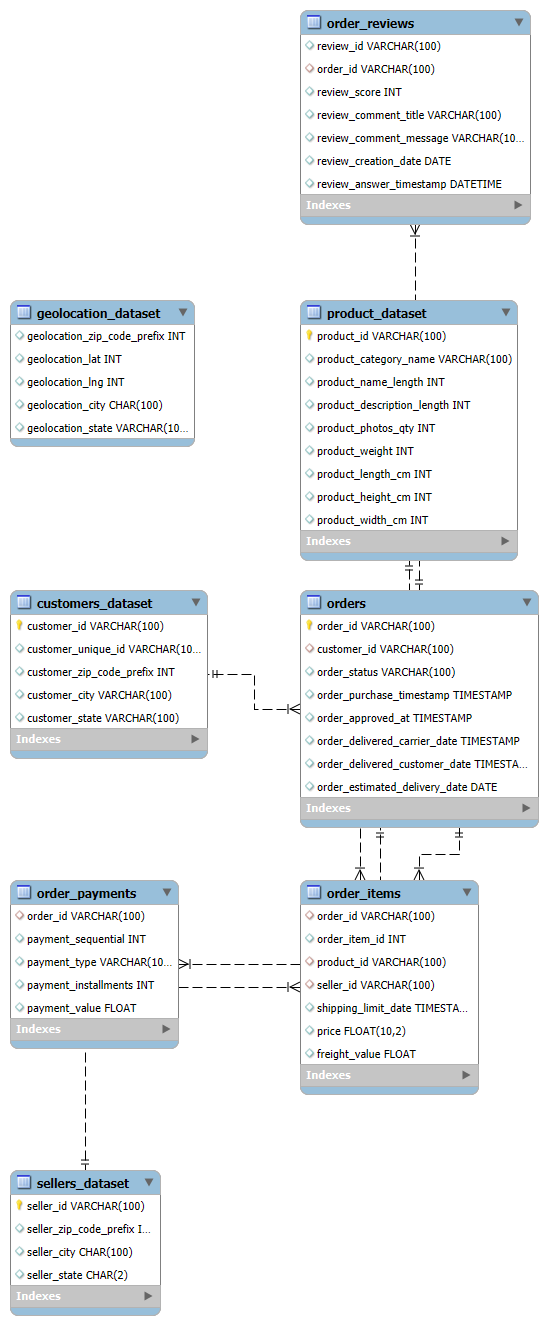 order_reviews
review_id VARCHAR(100)
order_id VARCHAR(100)
review_score INT
review_comment_title VARCHAR(100)
review_comment_message VARCHAR(10...
review_creation_date DATE
review_answer_timestamp DATETIME
Indexes
geolocation_dataset
geolocation_zip_code_prefix INT
geolocation_lat INT
geolocation_lng INT
geolocation_city CHAR(100)
geolocation_state VARCHAR(10...
product_dataset
product_id VARCHAR(100)
product_category_name VARCHAR(100)
product_name_length INT
product_description_length INT
product_photos_qty INT
product_weight INT
product_length_cm INT
product_height_cm INT
product_width_cm INT
Indexes
customers_dataset
customer_id VARCHAR(100)
customer_unique_id VARCHAR(10...
customer_zip_code_prefix INT
customer_city VARCHAR(100)
customer_state VARCHAR(100)
Indexes
orders
order_id VARCHAR(100)
customer_id VARCHAR(100)
order_status VARCHAR(100)
order_purchase_timestamp TIMESTAMP
order_approved_at TIMESTAMP
order_delivered_carrier_date TIMESTAMP
order_delivered_customer_date TIMESTA...
order_estimated_delivery_date DATE
Indexes
order_payments
order_id VARCHAR(100)
payment_sequential INT
payment_type VARCHAR(10...
payment_installments INT
payment_value FLOAT
Indexes
order_items
order_id VARCHAR(100)
order_item_id INT
product_id VARCHAR(100)
seller_id VARCHAR(100)
shipping_limit_date TIMESTA...
price FLOAT(10,2)
freight_value FLOAT
Indexes
sellers_dataset
seller_id VARCHAR(100)
seller_zip_code_prefix I...
seller_city CHAR(100)
seller_state CHAR(2)
Indexes